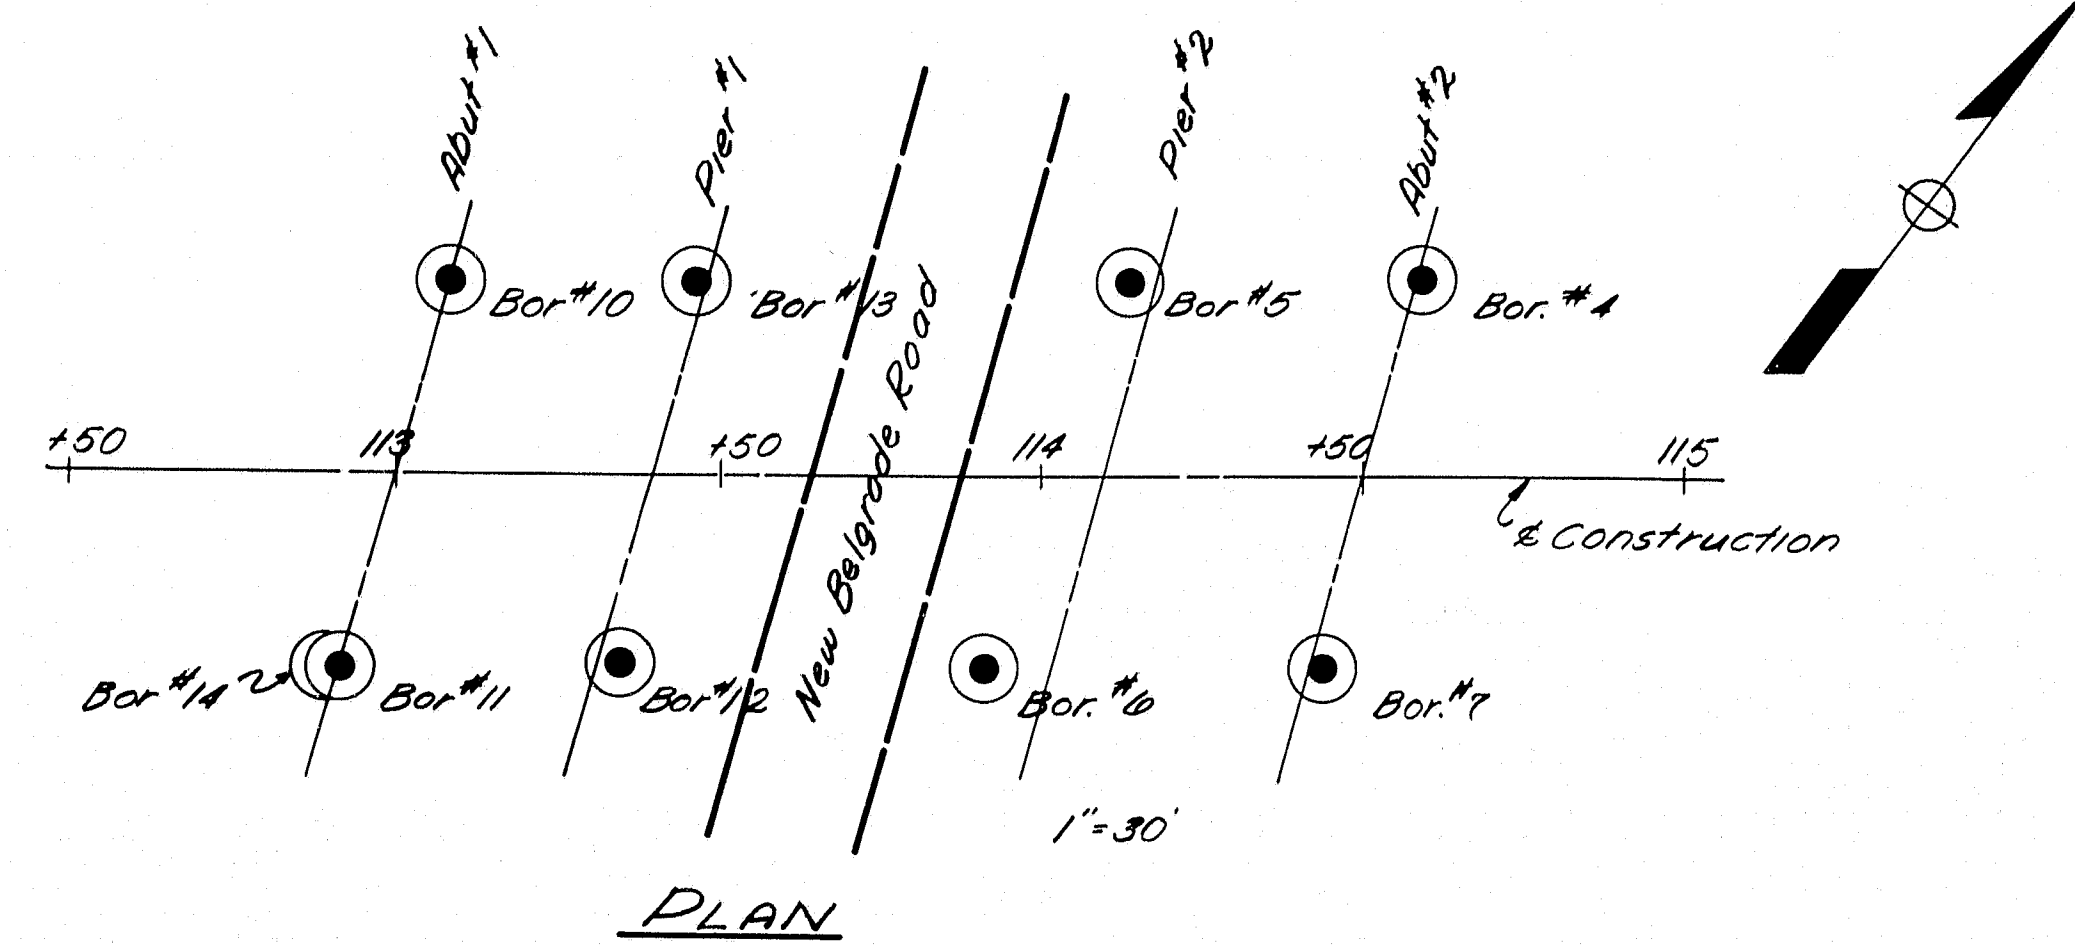 Abut #1
Pier #1
Pier #2
Abut #2
Bor #10
Bor #13
Bor #5
Bor. #4
+50
113
+50
114
+50
115
New Belgrade Road
℄ Construction
Bor #14
Bor #11
Bor #12
Bor. #6
Bor. #7
1"=30'
PLAN